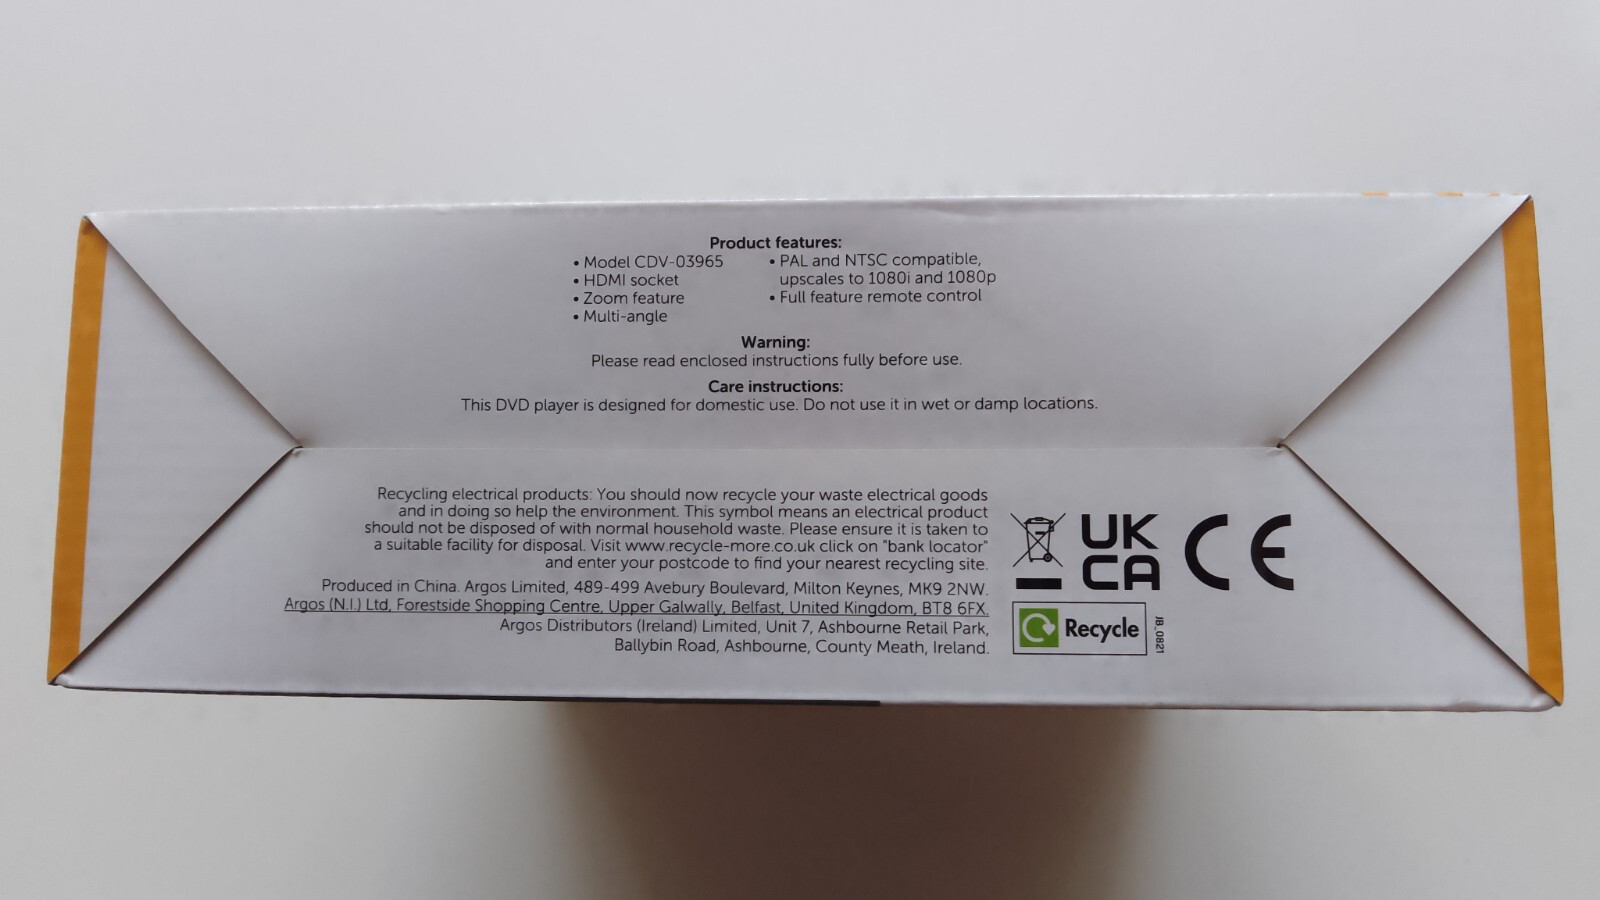 Product features:
• Model CDV-03965
• HDMI socket
• Zoom feature
• Multi-angle
• PAL and NTSC compatible,
upscales to 1080i and 1080p
• Full feature remote control
Warning:
Please read enclosed instructions fully before use.
Care instructions:
This DVD player is designed for domestic use. Do not use it in wet or damp locations.
Recycling electrical products: You should now recycle your waste electrical goods
and in doing so help the environment. This symbol means an electrical product
should not be disposed of with normal household waste. Please ensure it is taken to
a suitable facility for disposal. Visit www.recycle-more.co.uk click on "bank locator"
and enter your postcode to find your nearest recycling site.
Produced in China. Argos Limited, 489-499 Avebury Boulevard, Milton Keynes, MK9 2NW.
Argos (N.I.) Ltd, Forestside Shopping Centre, Upper Galwally, Belfast, United Kingdom, BT8 6FX.
Argos Distributors (Ireland) Limited, Unit 7, Ashbourne Retail Park,
Ballybin Road, Ashbourne, County Meath, Ireland.
UK
CA
CE
Recycle
JB_0821